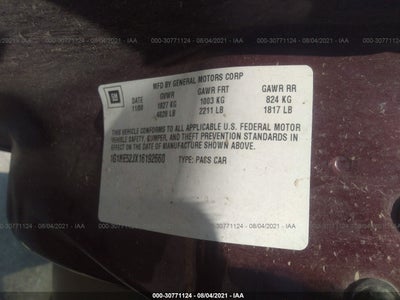 000-30771124 - 08/04/2021
MFD BY GENERAL MOTORS CORP
GM
DATE GVWR GAWR FRT GAWR RR
11/00 1827 KG 1003 KG 824 KG
4028 LB 2211 LB 1817 LB
THIS VEHICLE CONFORMS TO ALL APPLICABLE U.S. FEDERAL MOTOR
VEHICLE SAFETY, BUMPER, AND THEFT PREVENTION STANDARDS IN
EFFECT ON THE DATE OF MANUFACTURE SHOWN ABOVE.
TYPE: PASS CAR
000-30771124 - 08/04/2021